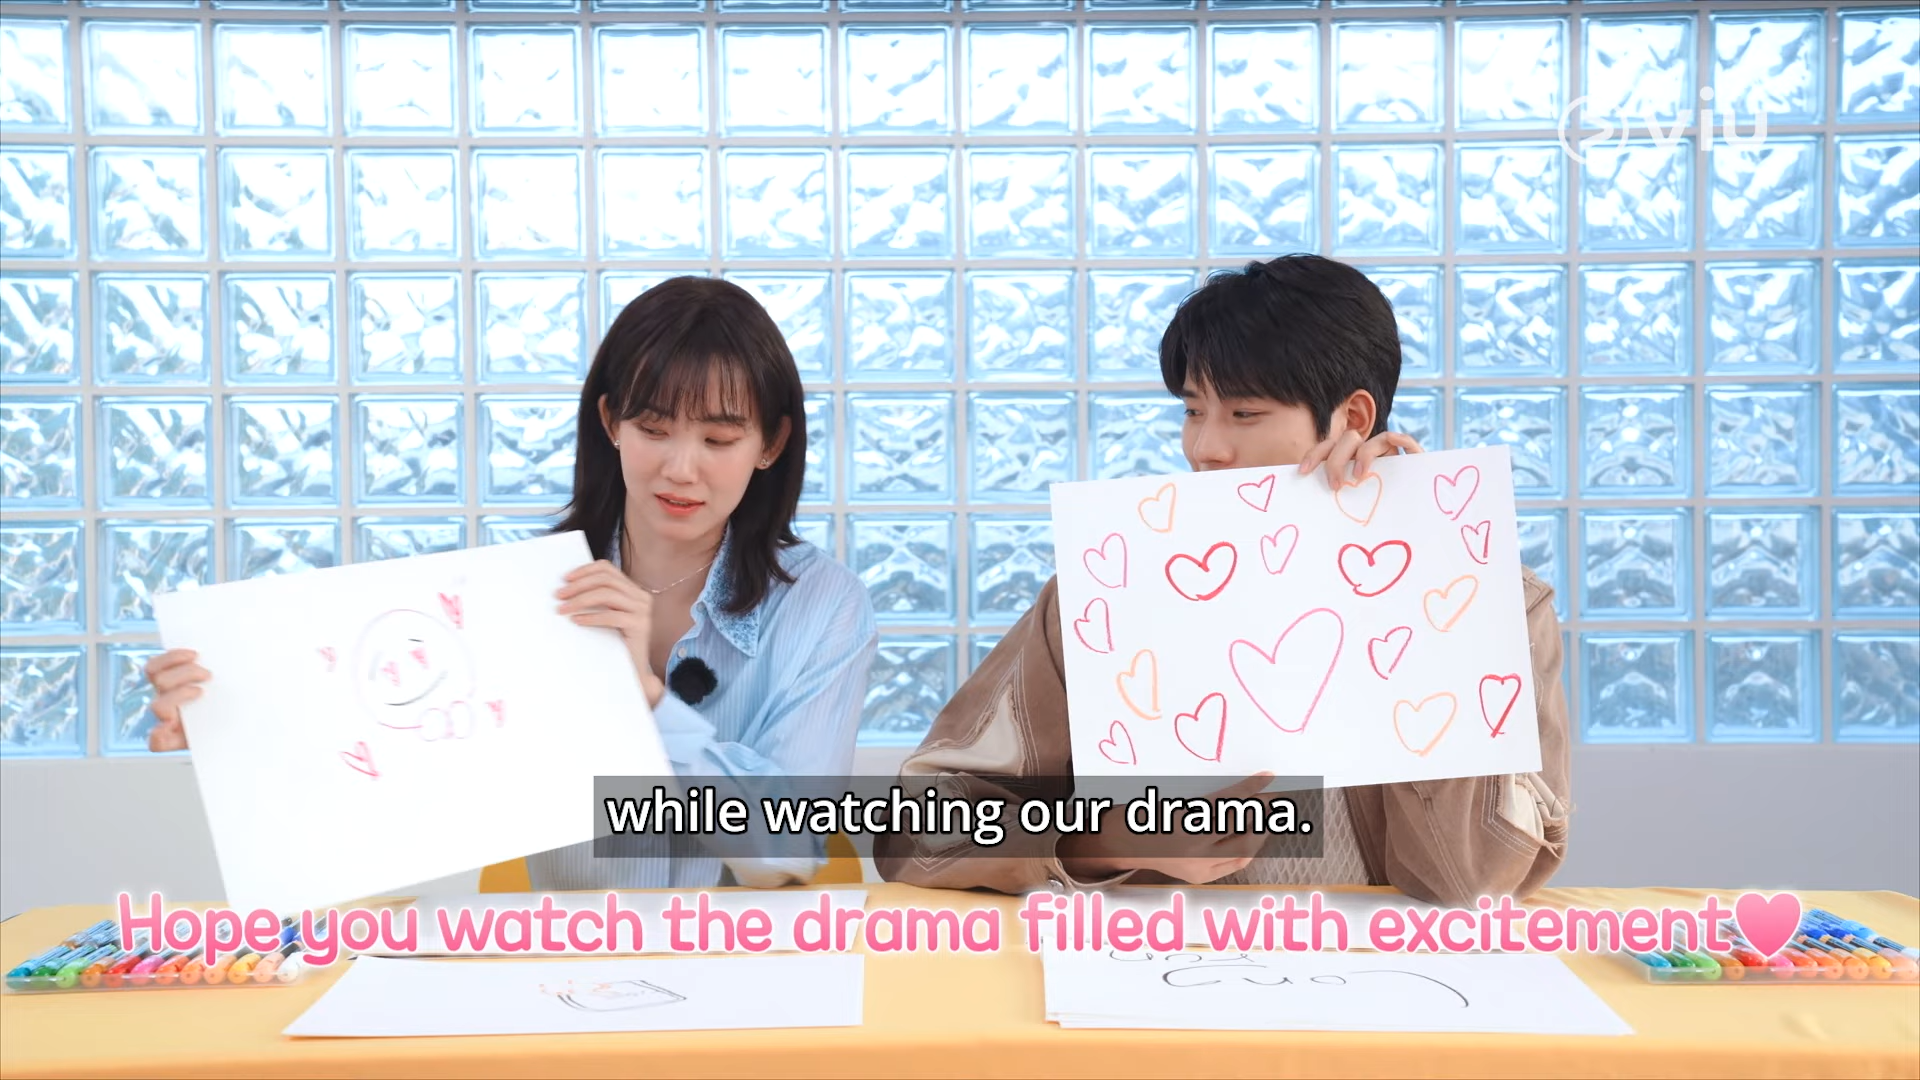 viu
while watching our drama.
Hope you watch the drama filled with excitement